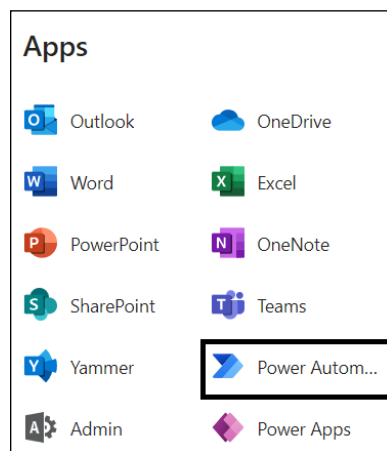 Apps
Outlook
OneDrive
Word
Excel
PowerPoint
OneNote
SharePoint
Teams
Yammer
Power Autom...
Admin
Power Apps